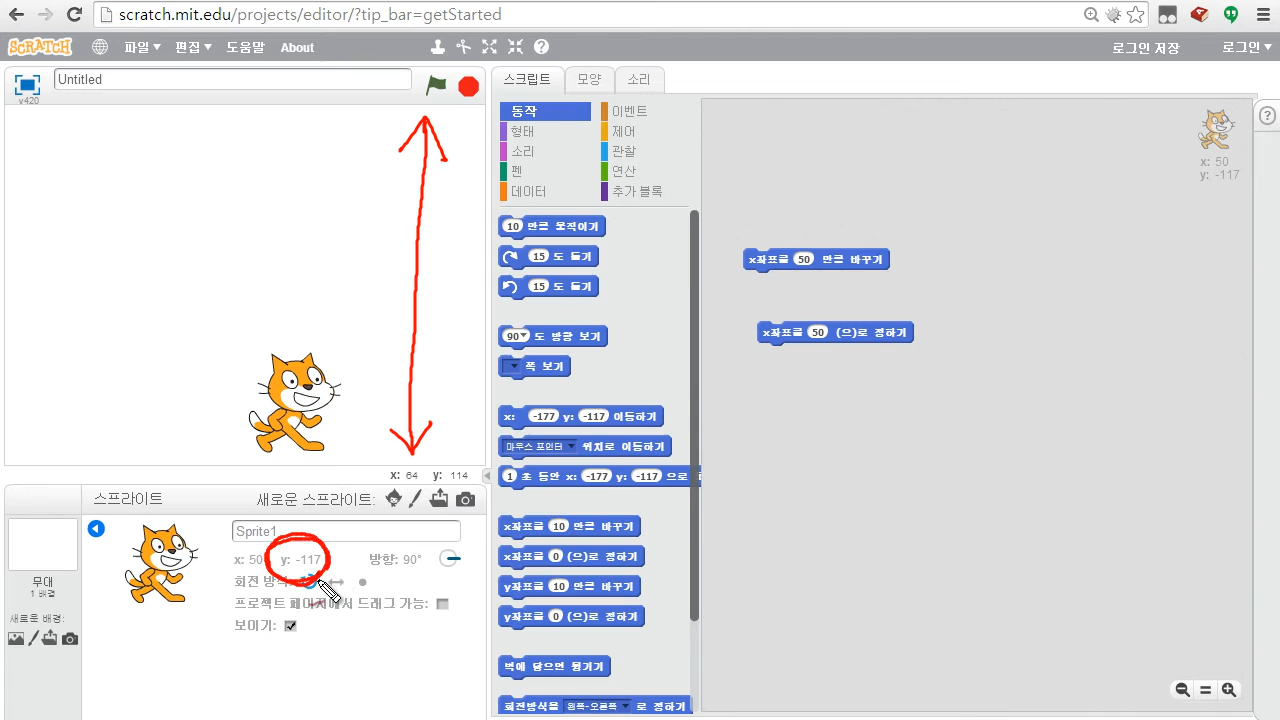 scratch.mit.edu/projects/editor/?tip_bar=getStarted
SCRATCH 파일 편집 도움말 About 로그인 저장 로그인
v420 Untitled
스크립트 모양 소리
동작 이벤트
형태 제어
소리 관찰
펜 연산
데이터 추가 블록
x: 50
y: -117
10 만큼 움직이기
15 도 돌기
15 도 돌기
90 도 방향 보기
쪽 보기
x: -177 y: -117 이동하기
마우스 포인터 위치로 이동하기
1 초 동안 x: -177 y: -117 으로
x좌표를 10 만큼 바꾸기
x좌표를 0 (으)로 정하기
y좌표를 10 만큼 바꾸기
y좌표를 0 (으)로 정하기
벽에 닿으면 튕기기
회전방식을 왼쪽-오른쪽 로 정하기
x좌표를 50 만큼 바꾸기
x좌표를 50 (으)로 정하기
x: 64 y: 114
스프라이트 새로운 스프라이트:
Sprite1
x: 50 y: -117 방향: 90°
회전 방식:
프로젝트 페이지에서 드래그 가능:
보이기:
무대
1 배경
새로운 배경: